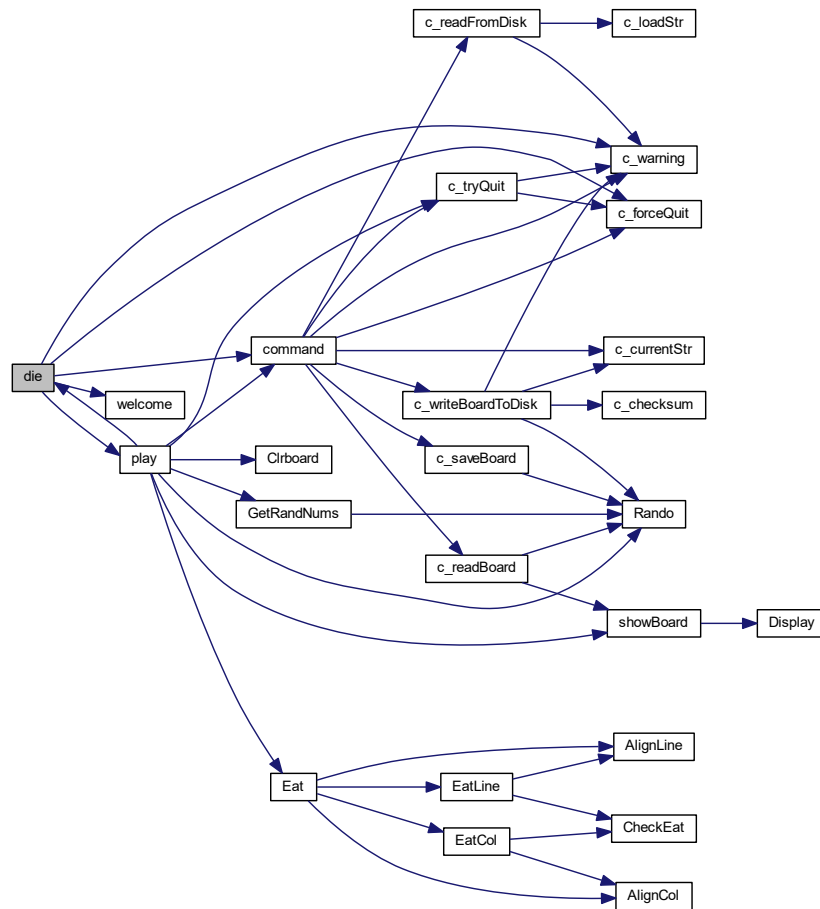 c_readFromDisk
c_loadStr
c_warning
c_tryQuit
c_forceQuit
command
c_currentStr
die
welcome
c_writeBoardToDisk
c_checksum
play
Clrboard
c_saveBoard
GetRandNums
Rando
c_readBoard
showBoard
Display
AlignLine
Eat
EatLine
CheckEat
EatCol
AlignCol